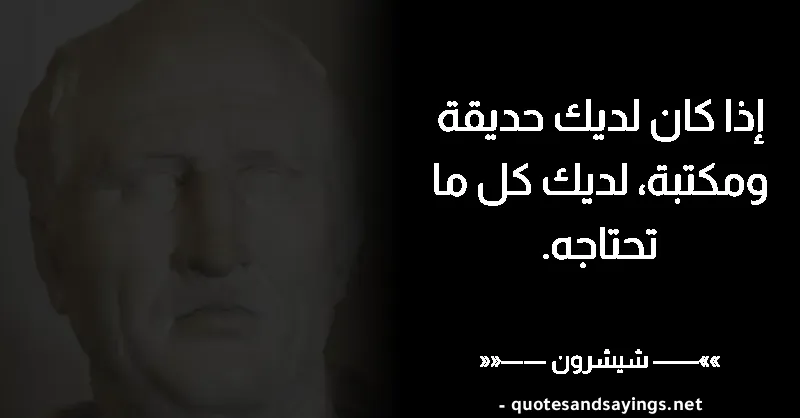 إذا كان لديك حديقة
ومكتبة، لديك كل ما
تحتاجه.
»»—— شيشرون ——««
- quotesandsayings.net